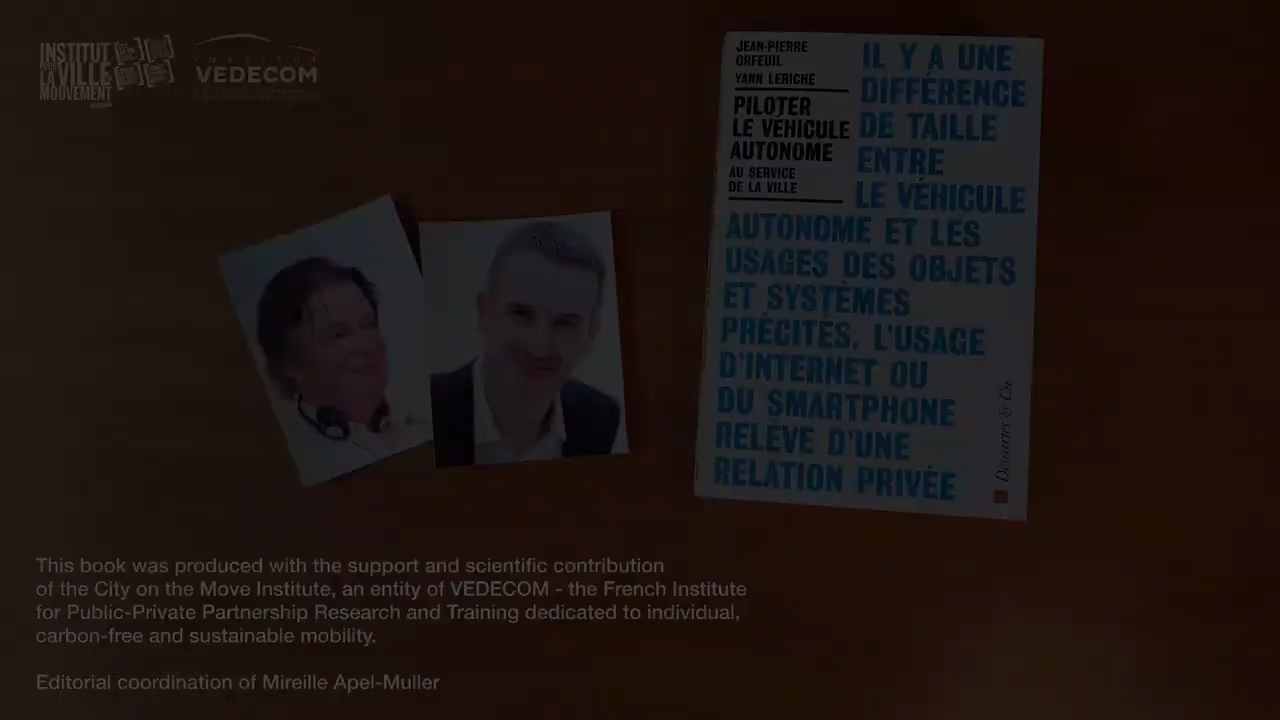 INSTITUT
POUR
LA VILLE
EN
MOUVEMENT
INSTITUT
VEDECOM
JEAN-PIERRE
ORFEUIL
YANN LERICHE
PILOTER
LE VÉHICULE
AUTONOME
AU SERVICE
DE LA VILLE
IL Y A UNE
DIFFÉRENCE
DE TAILLE
ENTRE
LE VÉHICULE
AUTONOME ET LES
USAGES DES OBJETS
ET SYSTÈMES
PRÉCITÉS, L'USAGE
D'INTERNET OU
DU SMARTPHONE
RELÈVE D'UNE
RELATION PRIVÉE
Descartes & Cie
This book was produced with the support and scientific contribution
of the City on the Move Institute, an entity of VEDECOM - the French Institute
for Public-Private Partnership Research and Training dedicated to individual,
carbon-free and sustainable mobility.
Editorial coordination of Mireille Apel-Muller